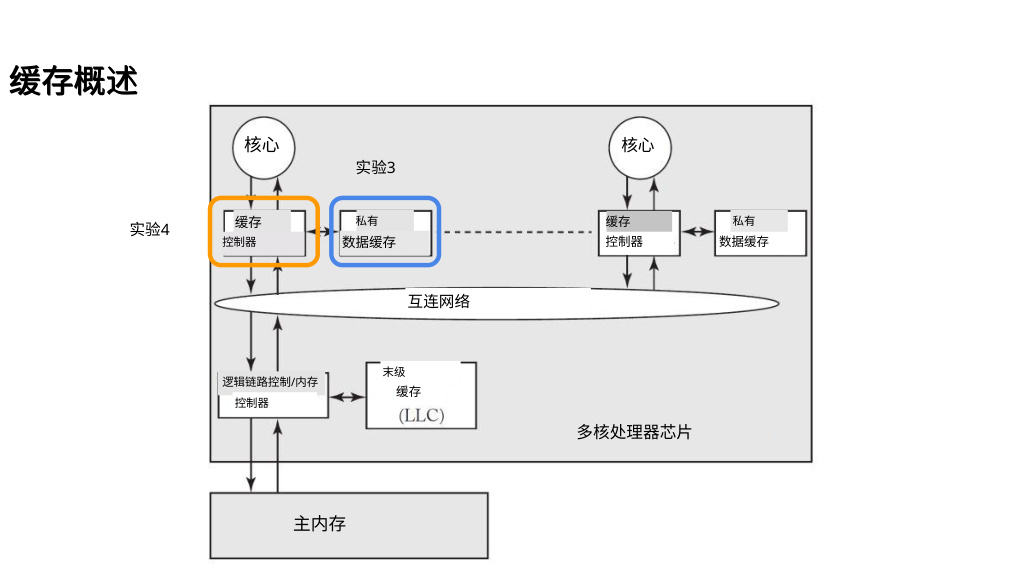 缓存概述
核心
核心
实验3
实验4
缓存
控制器
私有
数据缓存
缓存
控制器
私有
数据缓存
互连网络
逻辑链路控制/内存
控制器
末级
缓存
(LLC)
多核处理器芯片
主内存